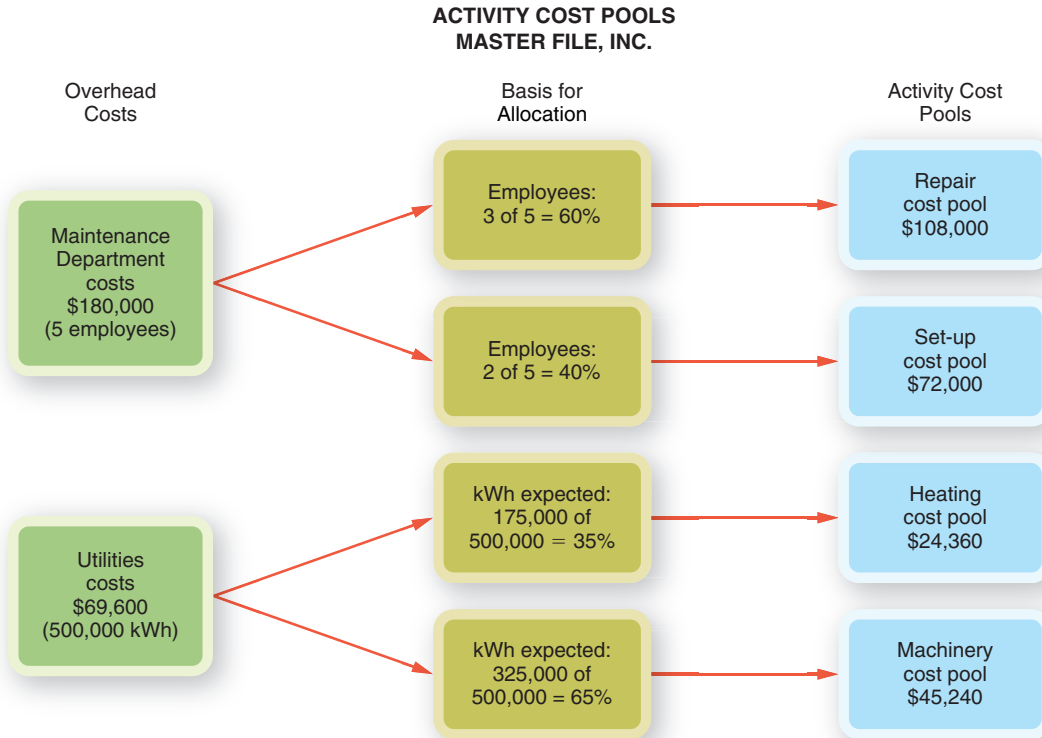 ACTIVITY COST POOLS
MASTER FILE, INC.
Overhead
Costs
Basis for
Allocation
Activity Cost
Pools
Maintenance
Department
costs
$180,000
(5 employees)
Employees:
3 of 5 = 60%
Repair
cost pool
$108,000
Employees:
2 of 5 = 40%
Set-up
cost pool
$72,000
Utilities
costs
$69,600
(500,000 kWh)
kWh expected:
175,000 of
500,000 = 35%
Heating
cost pool
$24,360
kWh expected:
325,000 of
500,000 = 65%
Machinery
cost pool
$45,240